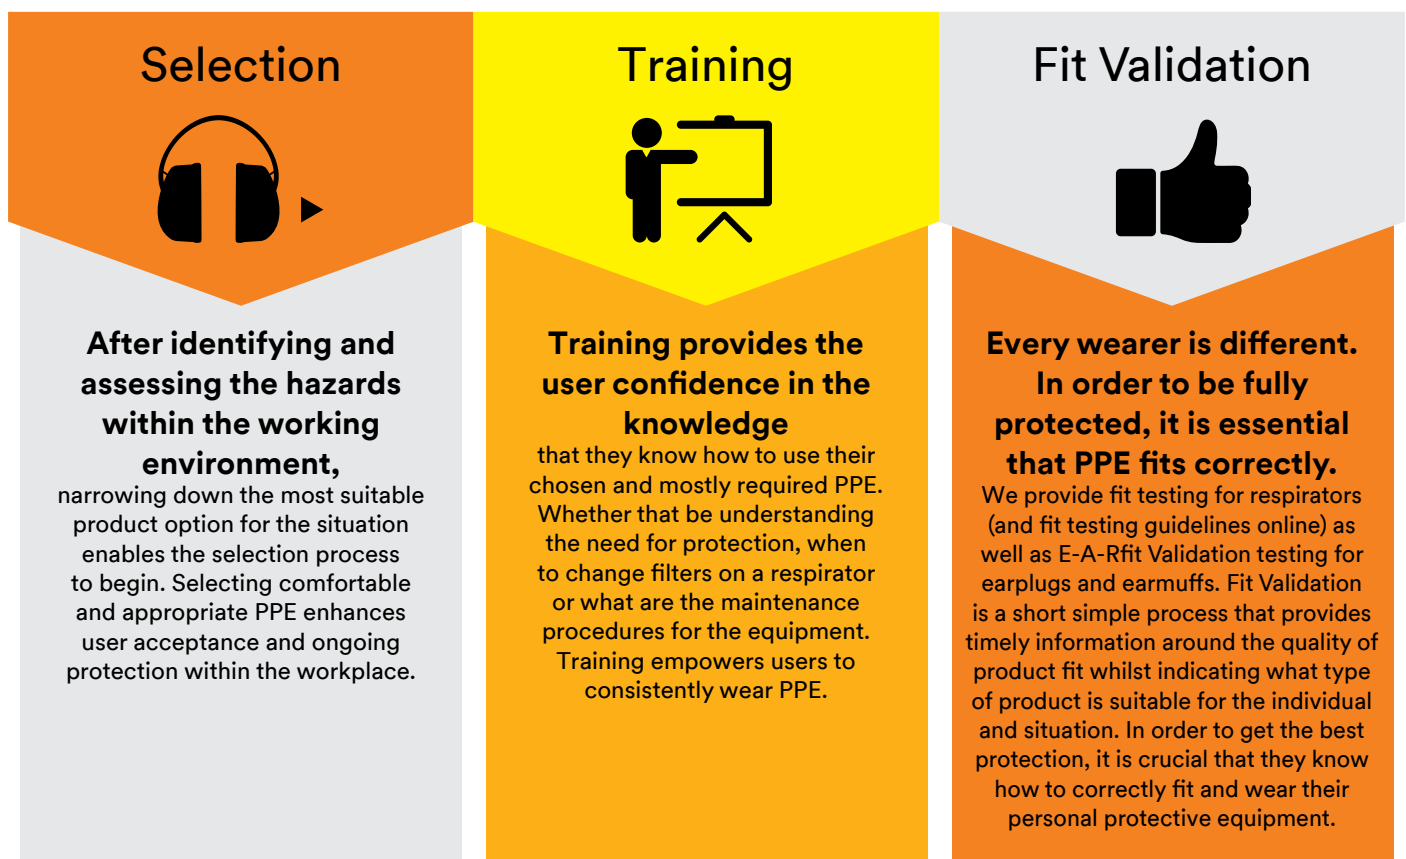 Selection
After identifying and
assessing the hazards
within the working
environment,
narrowing down the most suitable
product option for the situation
enables the selection process
to begin. Selecting comfortable
and appropriate PPE enhances
user acceptance and ongoing
protection within the workplace.
Training
Training provides the
user confidence in the
knowledge
that they know how to use their
chosen and mostly required PPE.
Whether that be understanding
the need for protection, when
to change filters on a respirator
or what are the maintenance
procedures for the equipment.
Training empowers users to
consistently wear PPE.
Fit Validation
Every wearer is different.
In order to be fully
protected, it is essential
that PPE fits correctly.
We provide fit testing for respirators
(and fit testing guidelines online) as
well as E-A-Rfit Validation testing for
earplugs and earmuffs. Fit Validation
is a short simple process that provides
timely information around the quality of
product fit whilst indicating what type
of product is suitable for the individual
and situation. In order to get the best
protection, it is crucial that they know
how to correctly fit and wear their
personal protective equipment.